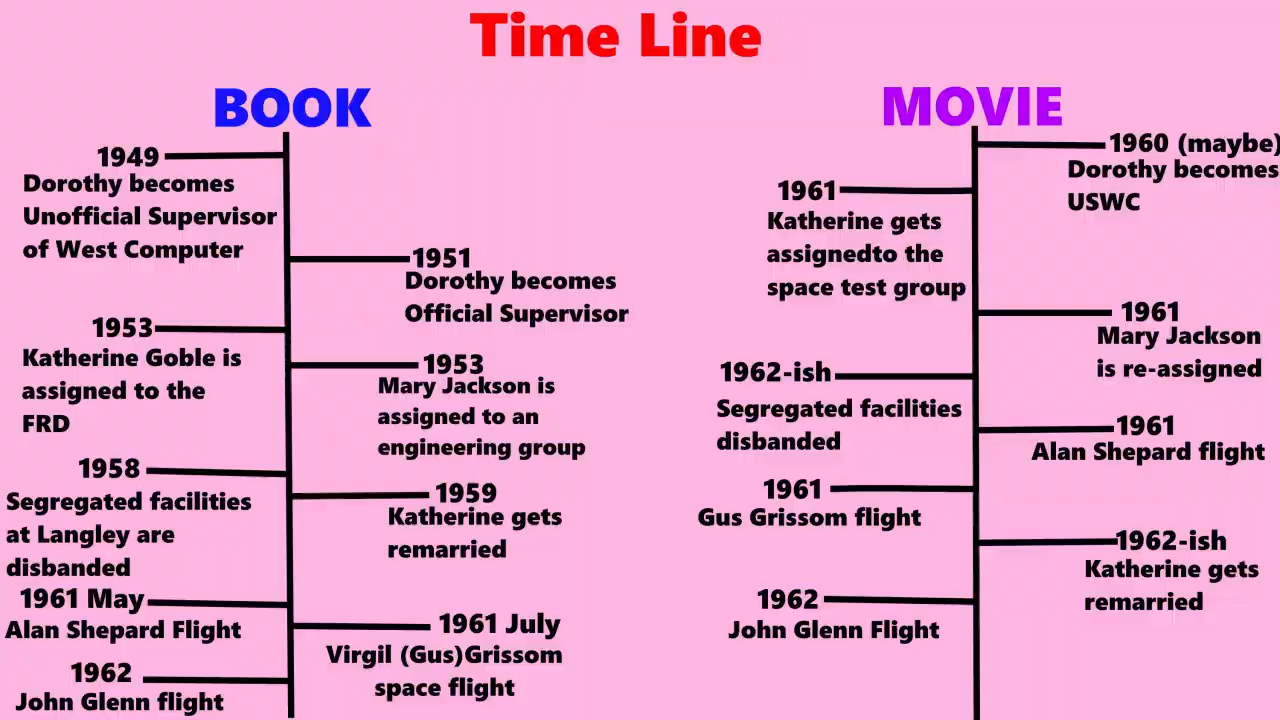 Time Line
BOOK
1949
Dorothy becomes
Unofficial Supervisor
of West Computer
1951
Dorothy becomes
Official Supervisor
1953
Katherine Goble is
assigned to the
FRD
1953
Mary Jackson is
assigned to an
engineering group
1958
Segregated facilities
at Langley are
disbanded
1959
Katherine gets
remarried
1961 May
Alan Shepard Flight
1961 July
Virgil (Gus)Grissom
space flight
1962
John Glenn flight
MOVIE
1960 (maybe)
Dorothy becomes
USWC
1961
Katherine gets
assignedto the
space test group
1961
Mary Jackson
is re-assigned
1962-ish
Segregated facilities
disbanded
1961
Alan Shepard flight
1961
Gus Grissom flight
1962-ish
Katherine gets
remarried
1962
John Glenn Flight